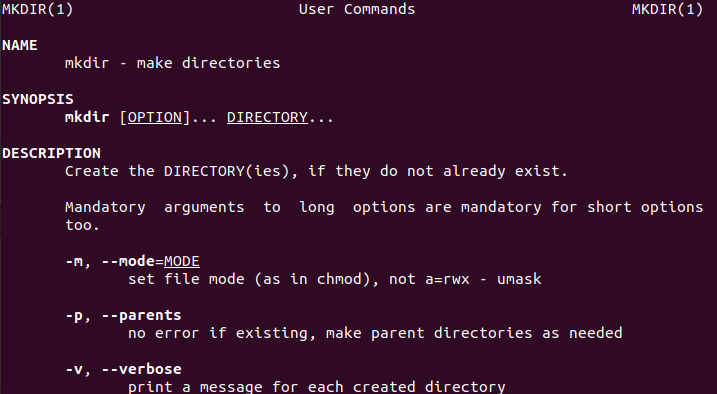 MKDIR(1) User Commands MKDIR(1)
NAME
mkdir - make directories
SYNOPSIS
mkdir [OPTION]... DIRECTORY...
DESCRIPTION
Create the DIRECTORY(ies), if they do not already exist.
Mandatory arguments to long options are mandatory for short options
too.
-m, --mode=MODE
set file mode (as in chmod), not a=rwx - umask
-p, --parents
no error if existing, make parent directories as needed
-v, --verbose
print a message for each created directory